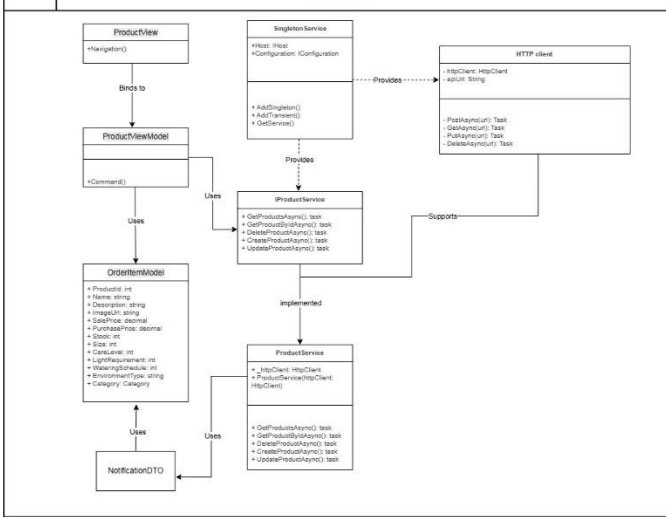 ProductView
+Navigation()
Binds to
ProductViewModel
+Command()
Uses
Uses
OrderItemModel
+ ProductId: int
+ Name: string
+ Description: string
+ ImageUrl: string
+ SalePrice: decimal
+ PurchasePrice: decimal
+ Stock: int
+ Size: int
+ CareLevel: int
+ LightRequirement: int
+ WateringSchedule: int
+ EnvironmentType: string
+ Category: Category
Uses
NotificationDTO
SingletonService
+Host: IHost
+Configuration: IConfiguration
+ AddSingleton()
+ AddTransient()
+ GetService()
Provides
Provides
HTTP client
- httpClient: HttpClient
- apiUrl: String
- PostAsync(url): Task
- GetAsync(url): Task
- PutAsync(url): Task
- DeleteAsync(url): Task
Supports
IProductService
+ GetProductsAsync(): task
+ GetProductByIdAsync(): task
+ DeleteProductAsync(): task
+ CreateProductAsync(): task
+ UpdateProductAsync(): task
implemented
ProductService
+ _httpClient: HttpClient
+ ProductService(httpClient:
HttpClient)
+ GetProductsAsync(): task
+ GetProductByIdAsync(): task
+ DeleteProductAsync(): task
+ CreateProductAsync(): task
+ UpdateProductAsync(): task
Uses